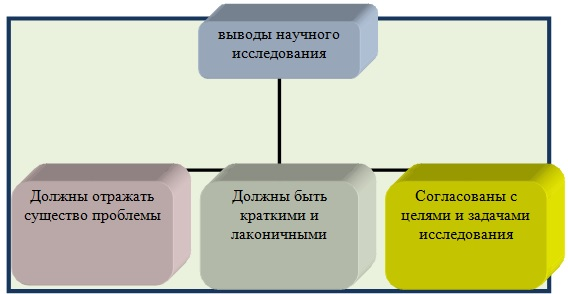 выводы научного
исследования
Должны отражать
существо проблемы
Должны быть
краткими и
лаконичными
Согласованы с
целями и задачами
исследования